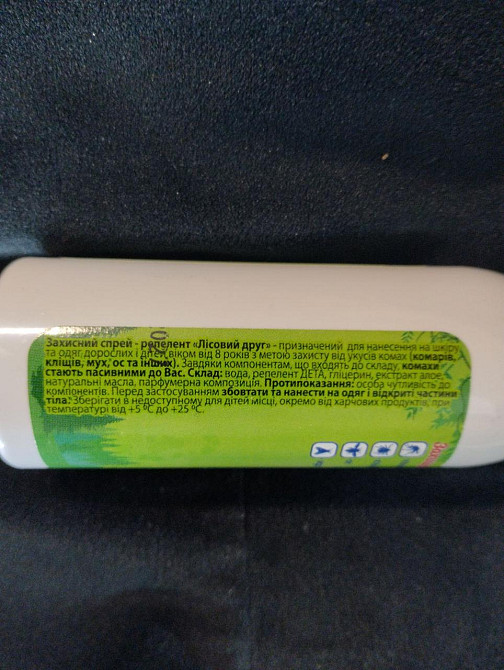 Захисний спрей - репелент «Лісовий друг» - призначений для нанесення на шкіру
та одяг дорослих і дітей віком від 8 років з метою захисту від укусів комах (комарів,
кліщів, мух, ос та інших). Завдяки компонентам, що входять до складу, комахи
стають пасивними до Вас. Склад: вода, репелент ДЕТА, гліцерин, екстракт алое,
натуральні масла, парфумерна композиція. Протипоказання: особа чутливість до
компонентів. Перед застосуванням збовтати та нанести на одяг і відкриті частини
тіла. Зберігати в недоступному для дітей місці, окремо від харчових продуктів, при
температурі від +5 ºC до +25 ºC.